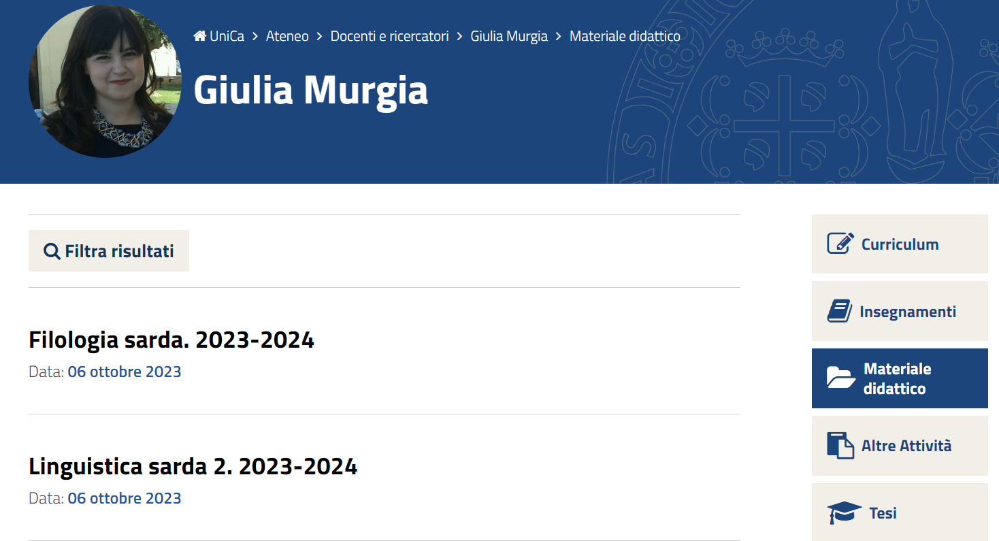 UniCa > Ateneo > Docenti e ricercatori > Giulia Murgia > Materiale didattico
Giulia Murgia
Filtra risultati
Filologia sarda. 2023-2024
Data: 06 ottobre 2023
Linguistica sarda 2. 2023-2024
Data: 06 ottobre 2023
Curriculum
Insegnamenti
Materiale
didattico
Altre Attività
Tesi